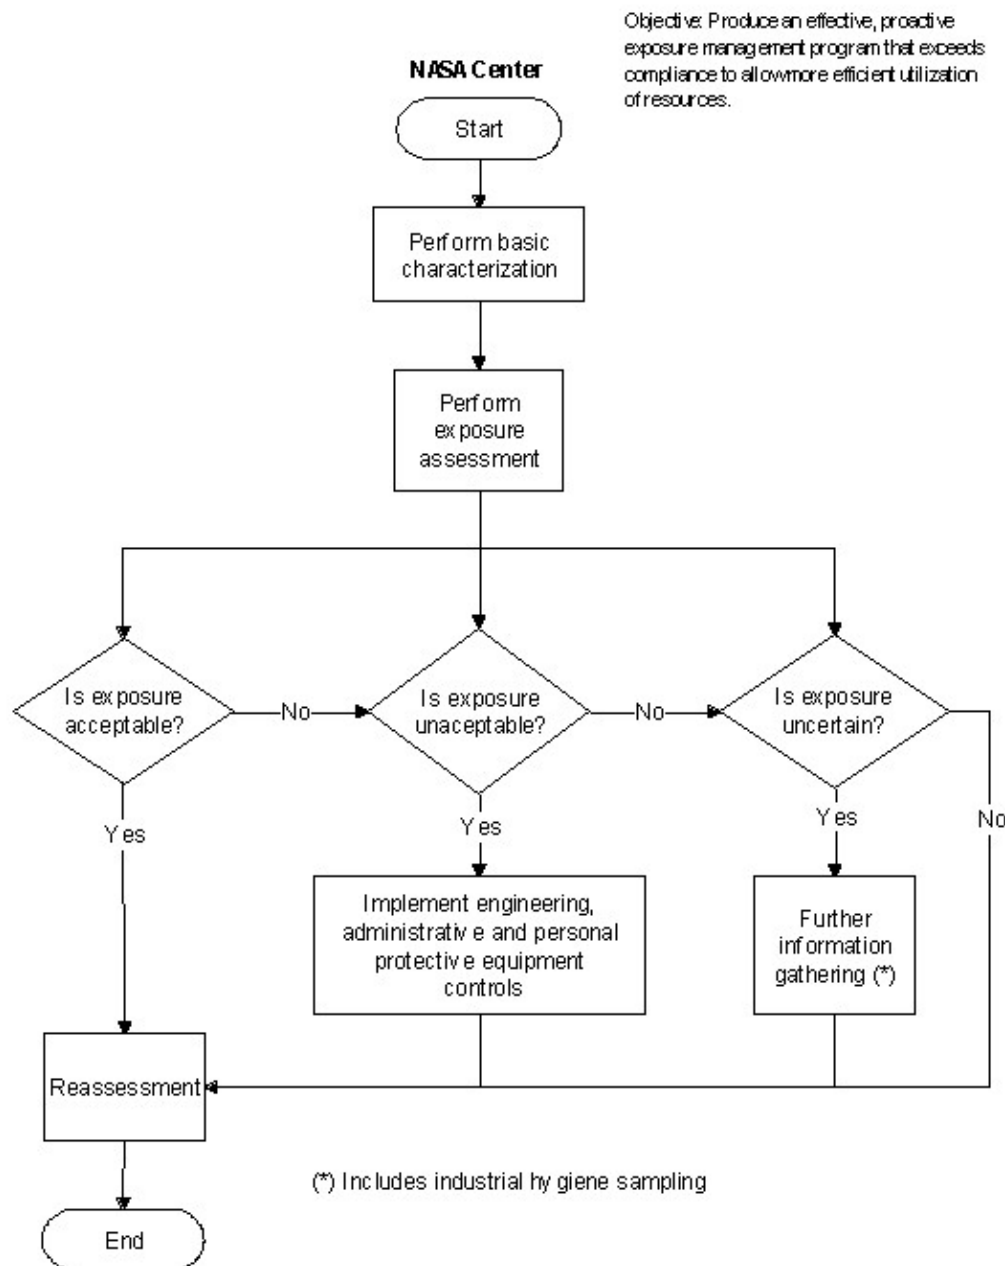 Objective: Produce an effective, proactive
exposure management program that exceeds
compliance to allowmore efficient utilization
of resources.
NASA Center
Start
Perform basic
characterization
Perform
exposure
assessment
Is exposure
acceptable?
No
Is exposure
unaceptable?
No
Is exposure
uncertain?
No
Yes
Yes
Yes
Implement engineering,
administrative and personal
protective equipment
controls
Further
information
gathering (*)
Reassessment
(*) Includes industrial hygiene sampling
End